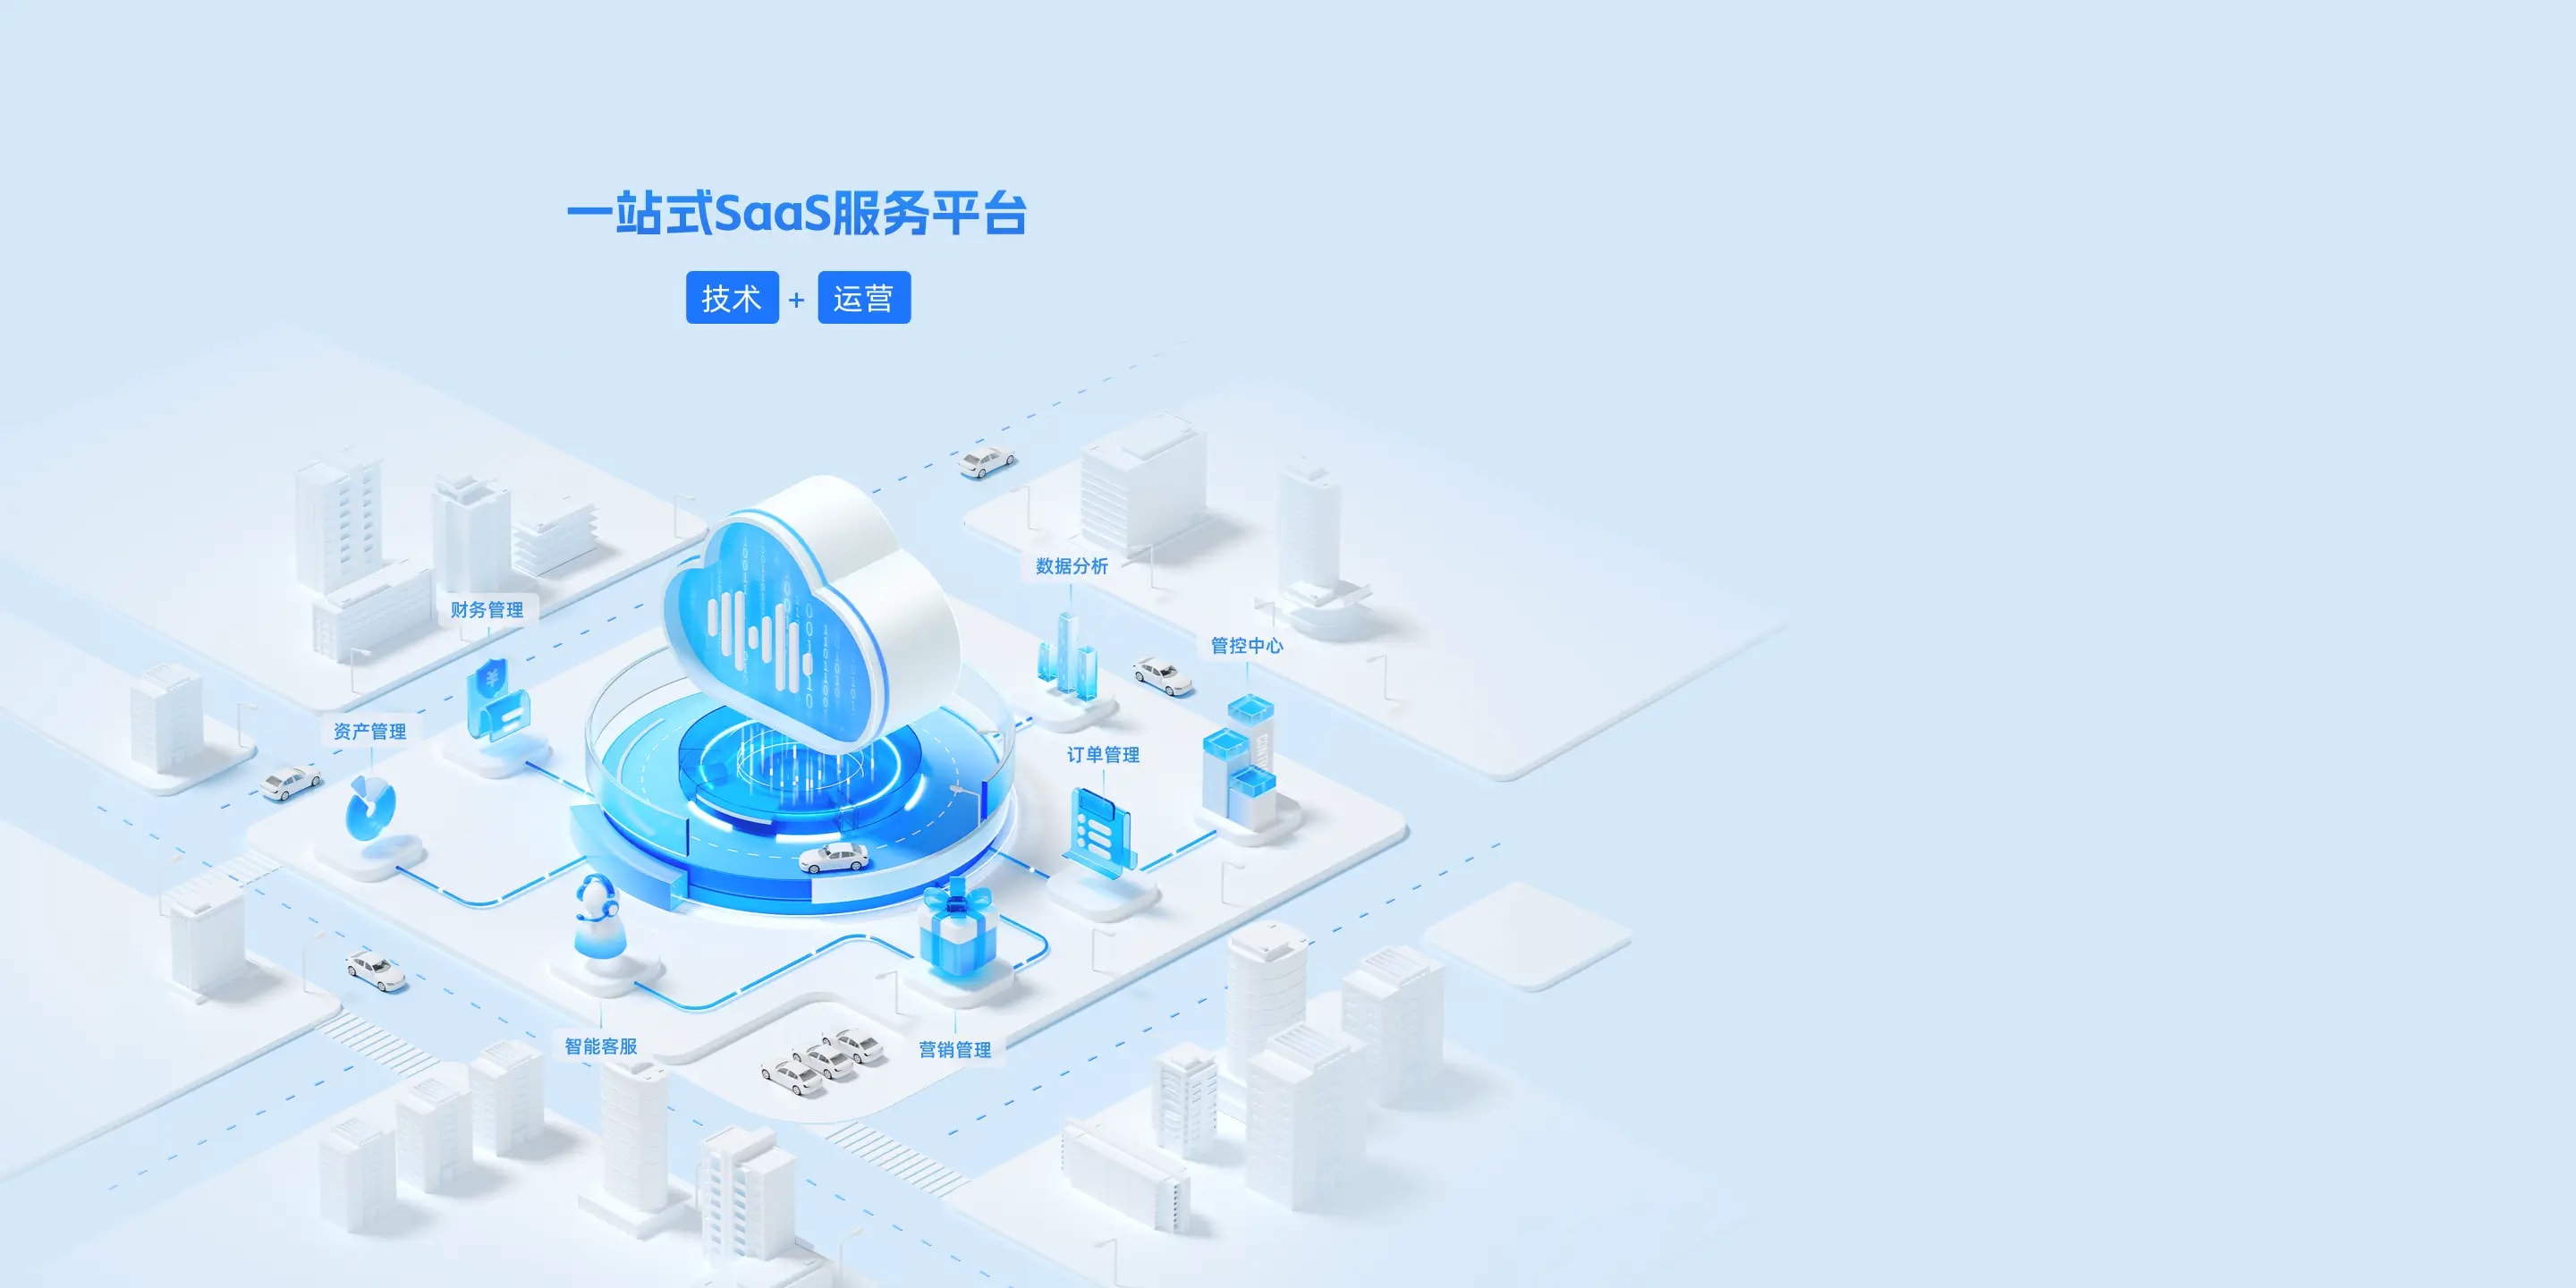 一站式SaaS服务平台
技术 + 运营
数据分析
财务管理
管控中心
资产管理
订单管理
智能客服
营销管理